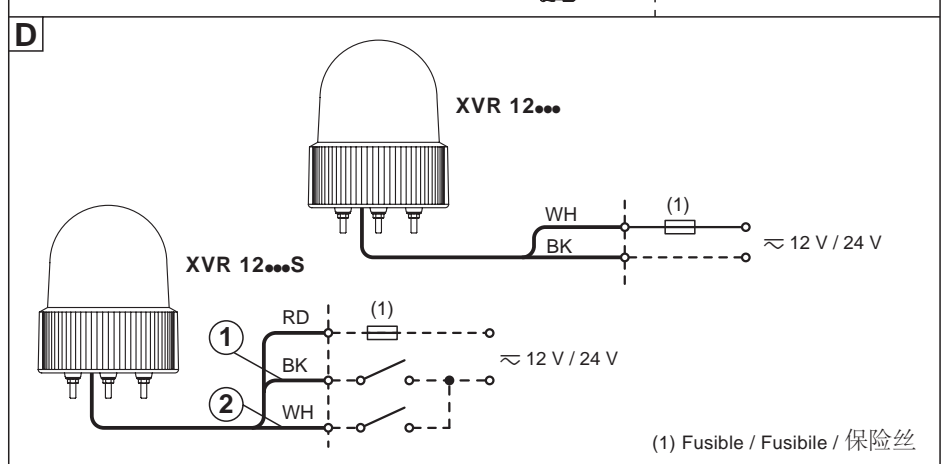 D
XVR 12●●●
WH
(1)
BK
⏦ 12 V / 24 V
XVR 12●●●S
RD
(1)
1
BK
⏦ 12 V / 24 V
2
WH
(1) Fusible / Fusibile / 保险丝